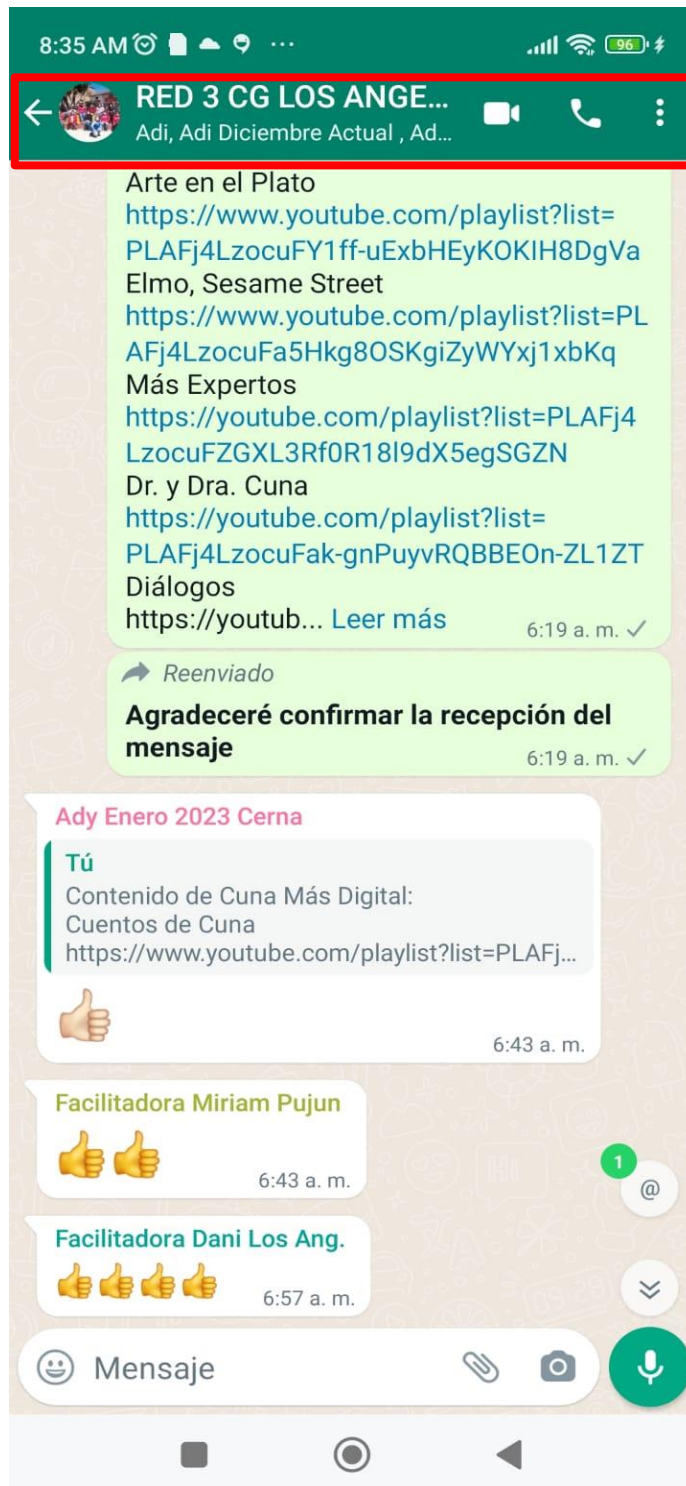 8:35 AM
96
RED 3 CG LOS ANGE...
Adi, Adi Diciembre Actual , Ad...
Arte en el Plato
https://www.youtube.com/playlist?list=
PLAFj4LzocuFY1ff-uExbHEyKOKIH8DgVa
Elmo, Sesame Street
https://www.youtube.com/playlist?list=PL
AFj4LzocuFa5Hkg8OSKgiZyWYxj1xbKq
Más Expertos
https://youtube.com/playlist?list=PLAFj4
LzocuFZGXL3Rf0R18l9dX5egSGZN
Dr. y Dra. Cuna
https://youtube.com/playlist?list=
PLAFj4LzocuFak-gnPuyvRQBBEOn-ZL1ZT
Diálogos
https://youtub... Leer más
6:19 a. m.
Reenviado
Agradeceré confirmar la recepción del
mensaje
6:19 a. m.
Ady Enero 2023 Cerna
Tú
Contenido de Cuna Más Digital:
Cuentos de Cuna
https://www.youtube.com/playlist?list=PLAFj...
6:43 a. m.
Facilitadora Miriam Pujun
6:43 a. m.
1
@
Facilitadora Dani Los Ang.
6:57 a. m.
Mensaje